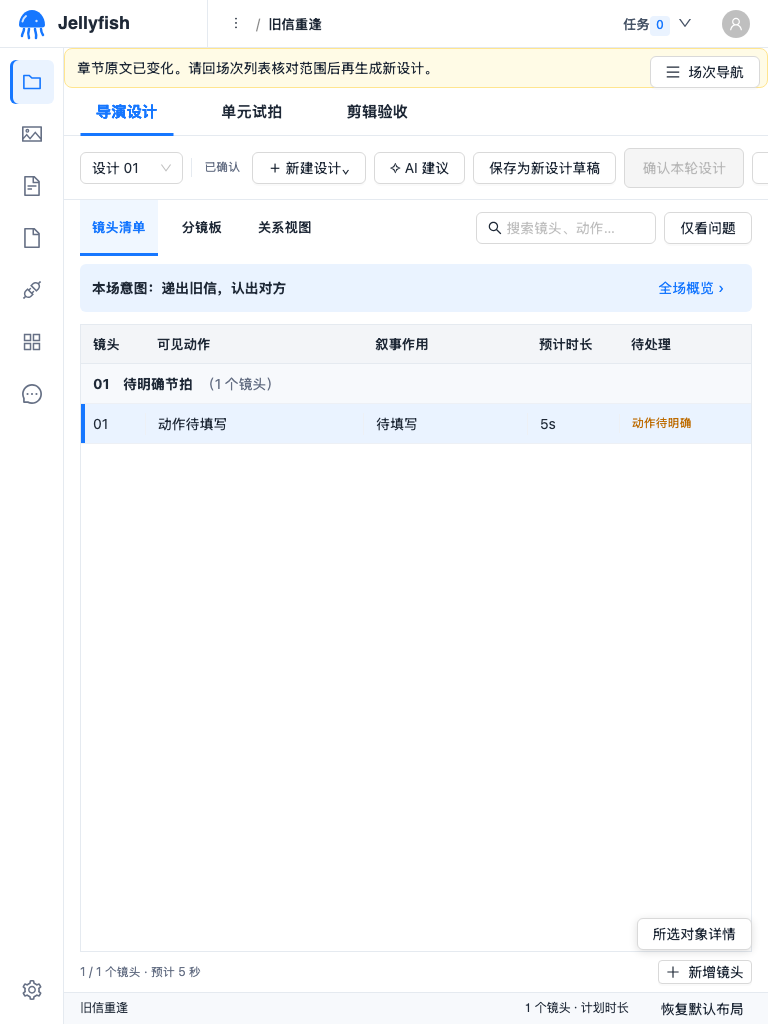 Jellyfish
/ 旧信重逢
任务 0
章节原文已变化。请回场次列表核对范围后再生成新设计。
场次导航
导演设计 单元试拍 剪辑验收
设计 01 已确认 + 新建设计 AI 建议 保存为新设计草稿 确认本轮设计
镜头清单 分镜板 关系视图 搜索镜头、动作... 仅看问题
本场意图：递出旧信，认出对方 全场概览 ›
镜头 可见动作 叙事作用 预计时长 待处理
01 待明确节拍 （1 个镜头）
01 动作待填写 待填写 5s 动作待明确
所选对象详情
1 / 1 个镜头 · 预计 5 秒 + 新增镜头
旧信重逢 1 个镜头 · 计划时长 恢复默认布局